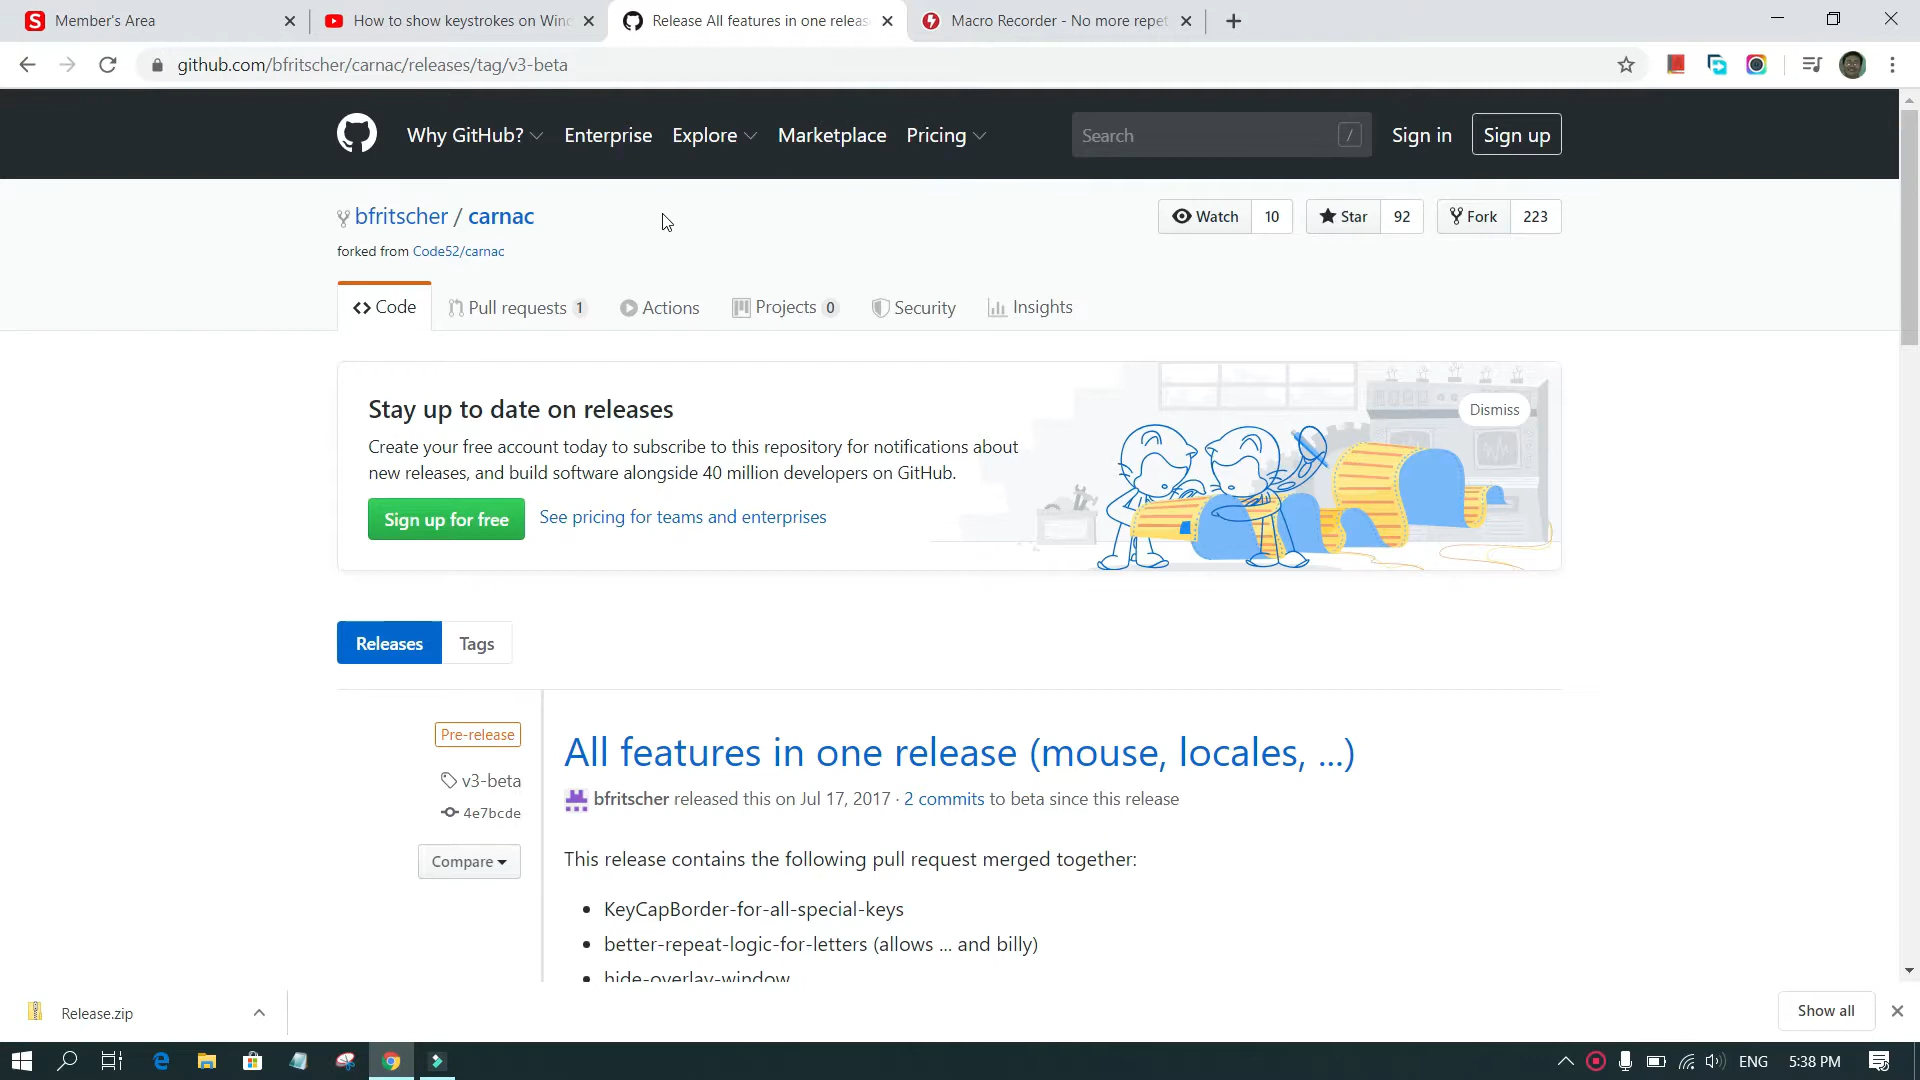 Member's Area
How to show keystrokes on Winc
Release All features in one releas
Macro Recorder - No more repet
github.com/bfritscher/carnac/releases/tag/v3-beta
Why GitHub?
Enterprise
Explore
Marketplace
Pricing
Search
/
Sign in
Sign up
bfritscher / carnac
Watch 10
Star 92
Fork 223
forked from Code52/carnac
Code
Pull requests 1
Actions
Projects 0
Security
Insights
Stay up to date on releases
Dismiss
Create your free account today to subscribe to this repository for notifications about
new releases, and build software alongside 40 million developers on GitHub.
Sign up for free
See pricing for teams and enterprises
Releases
Tags
Pre-release
v3-beta
4e7bcde
Compare
All features in one release (mouse, locales, ...)
bfritscher released this on Jul 17, 2017 · 2 commits to beta since this release
This release contains the following pull request merged together:
KeyCapBorder-for-all-special-keys
better-repeat-logic-for-letters (allows ... and billy)
hide-overlay-window
Release.zip
Show all
ENG
5:38 PM